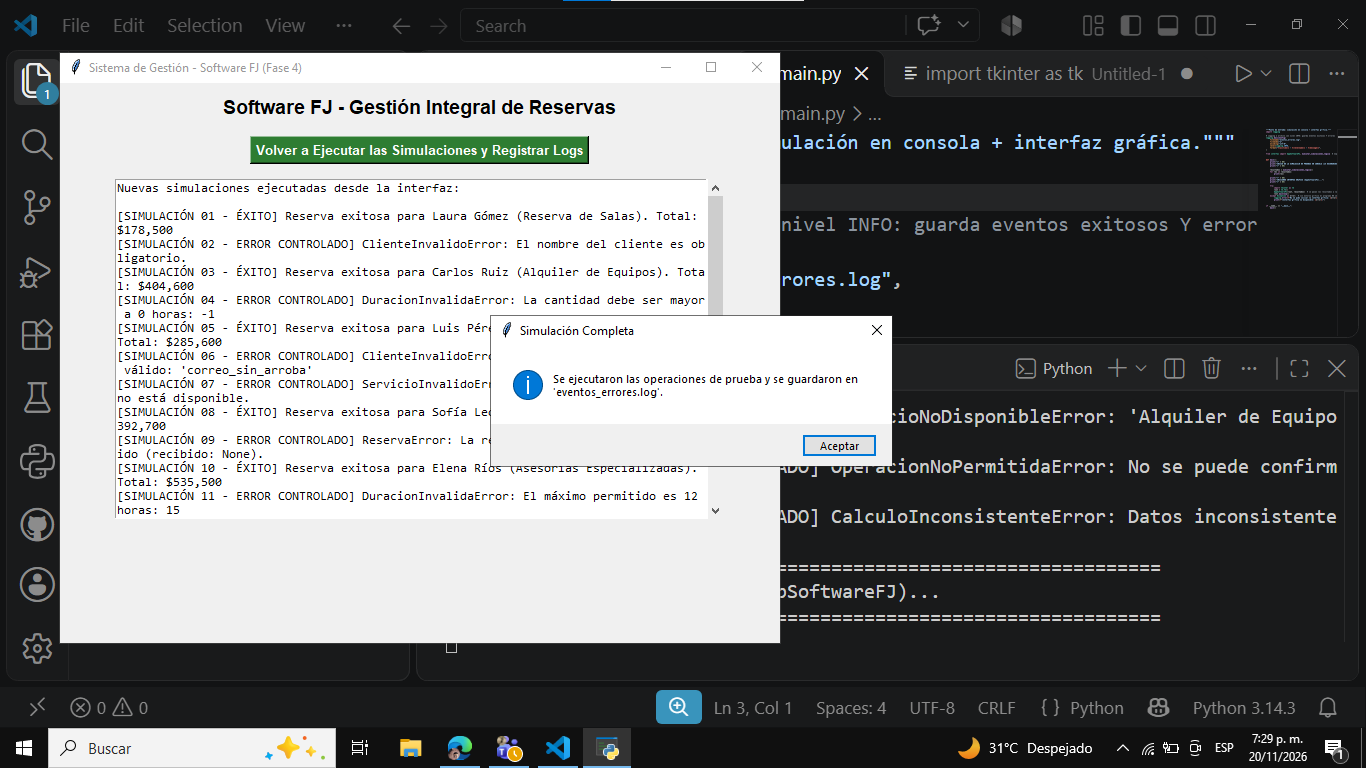 File Edit Selection View ··· Search
Sistema de Gestión - Software FJ (Fase 4)
main.py import tkinter as tk Untitled-1
main.py > ...
Software FJ - Gestión Integral de Reservas
Volver a Ejecutar las Simulaciones y Registrar Logs
Nuevas simulaciones ejecutadas desde la interfaz:
[SIMULACIÓN 01 - ÉXITO] Reserva exitosa para Laura Gómez (Reserva de Salas). Total:
$178,500
[SIMULACIÓN 02 - ERROR CONTROLADO] ClienteInvalidoError: El nombre del cliente es ob
ligatorio.
[SIMULACIÓN 03 - ÉXITO] Reserva exitosa para Carlos Ruiz (Alquiler de Equipos). Tota
l: $404,600
[SIMULACIÓN 04 - ERROR CONTROLADO] DuracionInvalidaError: La cantidad debe ser mayor
a 0 horas: -1
[SIMULACIÓN 05 - ÉXITO] Reserva exitosa para Luis Pér
Total: $285,600
[SIMULACIÓN 06 - ERROR CONTROLADO] ClienteInvalidoErr
válido: 'correo_sin_arroba'
[SIMULACIÓN 07 - ERROR CONTROLADO] ServicioInvalidoEr
no está disponible.
[SIMULACIÓN 08 - ÉXITO] Reserva exitosa para Sofía Le
392,700
[SIMULACIÓN 09 - ERROR CONTROLADO] ReservaError: La r
ido (recibido: None).
[SIMULACIÓN 10 - ÉXITO] Reserva exitosa para Elena Ríos (Asesorías Especializadas).
Total: $535,500
[SIMULACIÓN 11 - ERROR CONTROLADO] DuracionInvalidaError: El máximo permitido es 12
horas: 15
Simulación Completa
Se ejecutaron las operaciones de prueba y se guardaron en
'eventos_errores.log'.
Aceptar
ulación en consola + interfaz gráfica."""
nivel INFO: guarda eventos exitosos Y error
rores.log",
Python
cioNoDisponibleError: 'Alquiler de Equipo
ADO] OperacionNoPermitidaError: No se puede confirm
ADO] CalculoInconsistenteError: Datos inconsistente
===================================
pSoftwareFJ)...
===================================
1
0 0 Ln 3, Col 1 Spaces: 4 UTF-8 CRLF { } Python Python 3.14.3
Buscar 31°C Despejado ESP 7:29 p. m.
20/11/2026 1